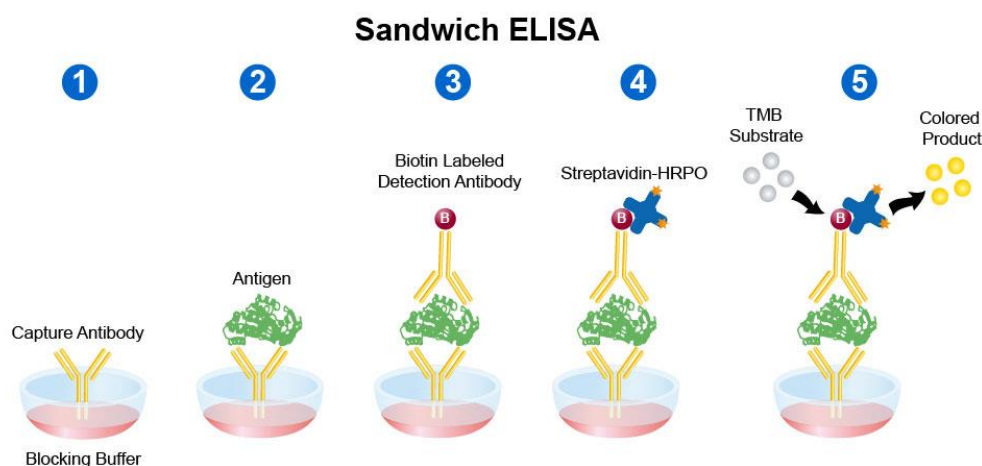 Sandwich ELISA
1
2
3
4
5
Capture Antibody
Blocking Buffer
Antigen
Biotin Labeled
Detection Antibody
B
Streptavidin-HRPO
B
TMB
Substrate
Colored
Product
B